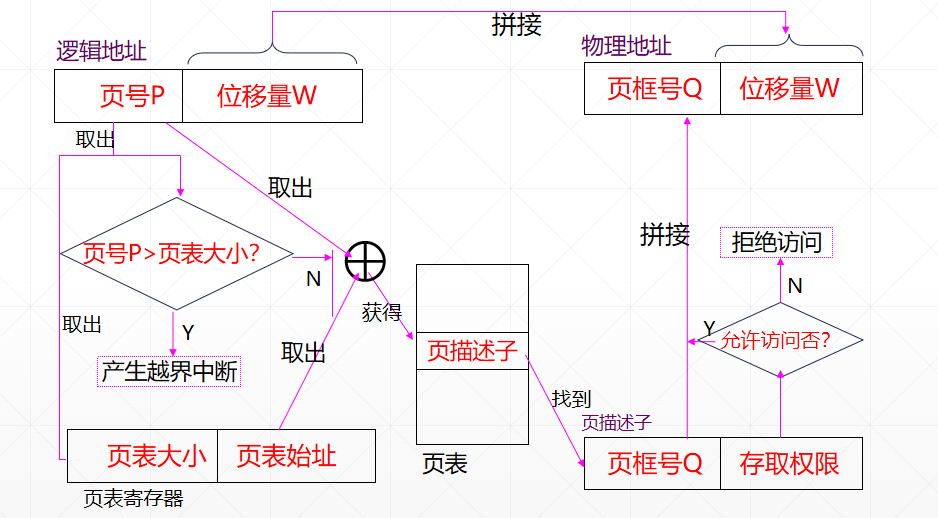 拼接
逻辑地址
物理地址
页号P
位移量W
页框号Q
位移量W
取出
取出
拼接
拒绝访问
页号P>页表大小?
N
N
获得
取出
Y
取出
页描述子
Y
允许访问否?
产生越界中断
找到
页描述子
页表大小
页表始址
页表
页框号Q
存取权限
页表寄存器